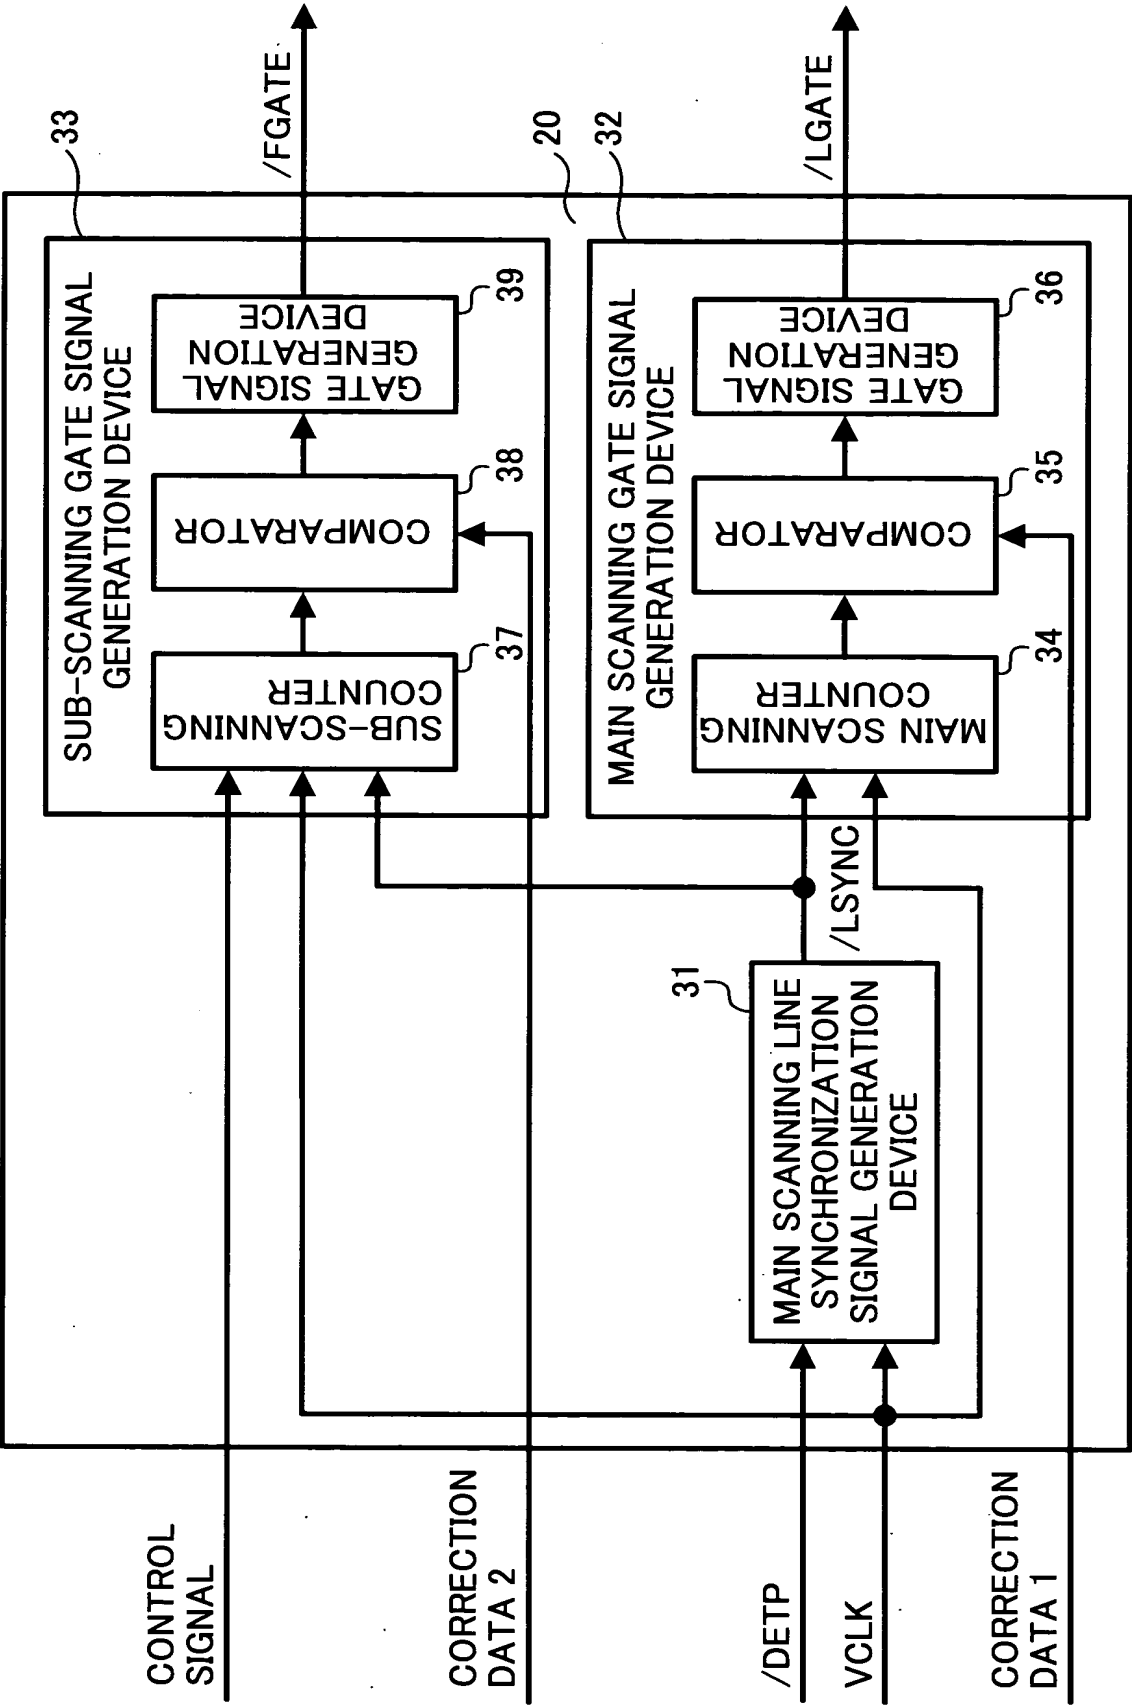 CONTROL
SIGNAL
CORRECTION
DATA 2
/DETP
VCLK
CORRECTION
DATA 1
SUB-SCANNING GATE SIGNAL
GENERATION DEVICE
33
SUB-SCANNING
COUNTER
37
COMPARATOR
38
GATE SIGNAL
GENERATION
DEVICE
39
/FGATE
20
MAIN SCANNING LINE
SYNCHRONIZATION
SIGNAL GENERATION
DEVICE
31
/LSYNC
MAIN SCANNING GATE SIGNAL
GENERATION DEVICE
32
MAIN SCANNING
COUNTER
34
COMPARATOR
35
GATE SIGNAL
GENERATION
DEVICE
36
/LGATE